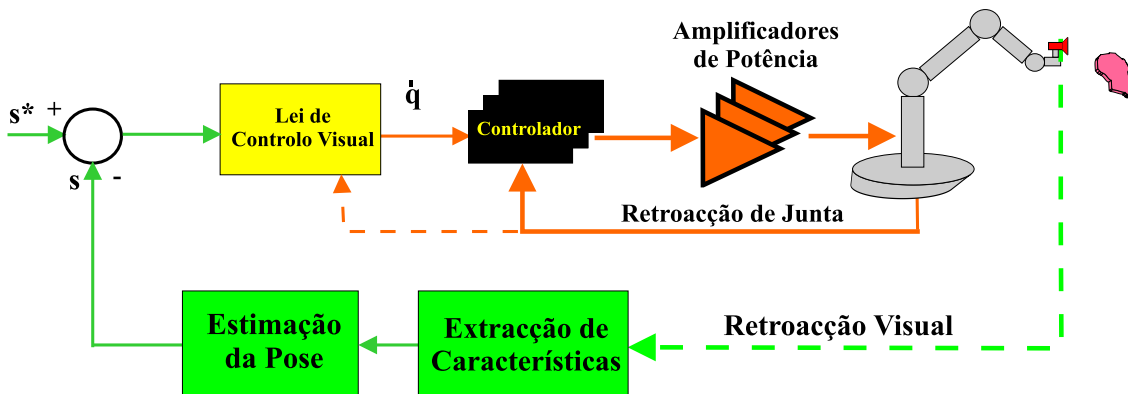 Amplificadores
de Potência
s*
+
Lei de
Controlo Visual
q̇
Controlador
s
-
Retroacção de Junta
Estimação
da Pose
Extracção de
Características
Retroacção Visual